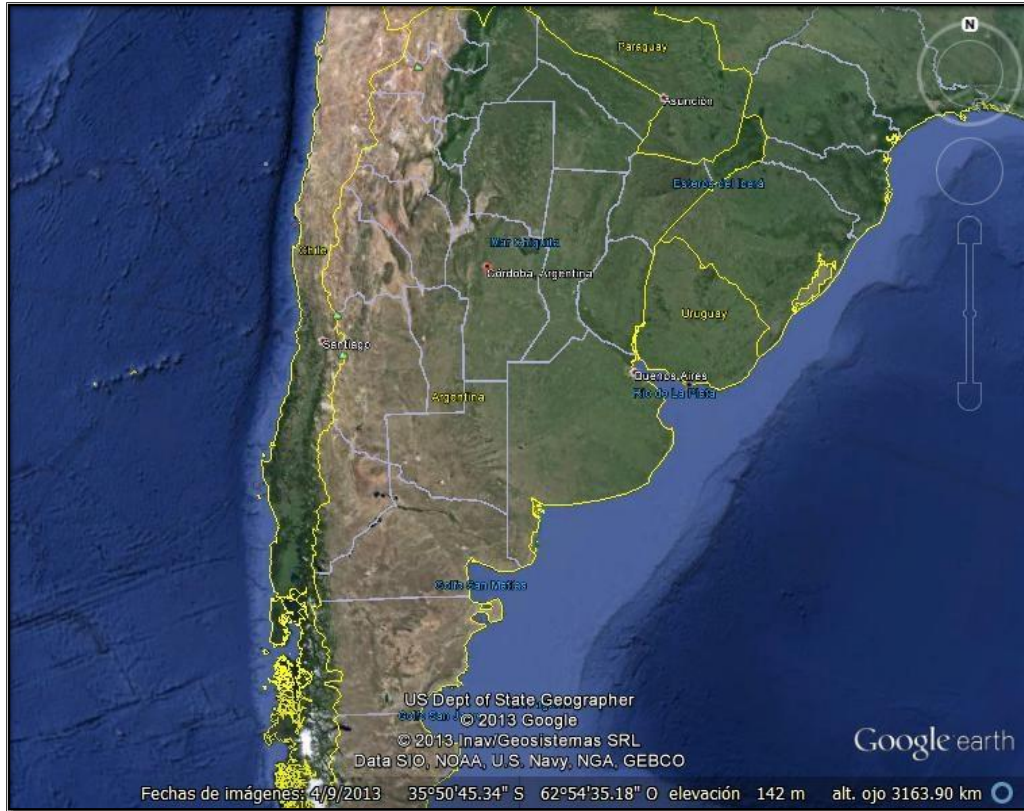 N
Paraguay
Asunción
Esteros del Iberá
Mar Chiquita
Chile
Córdoba, Argentina
Uruguay
Santiago
Buenos Aires
Rio de La Plata
Argentina
Golfo San Matías
US Dept of State Geographer
Golfo San
© 2013 Google
© 2013 Inav/Geosistemas SRL
Data SIO, NOAA, U.S. Navy, NGA, GEBCO
Google earth
Fechas de imágenes: 4/9/2013 35°50'45.34" S 62°54'35.18" O elevación 142 m alt. ojo 3163.90 km